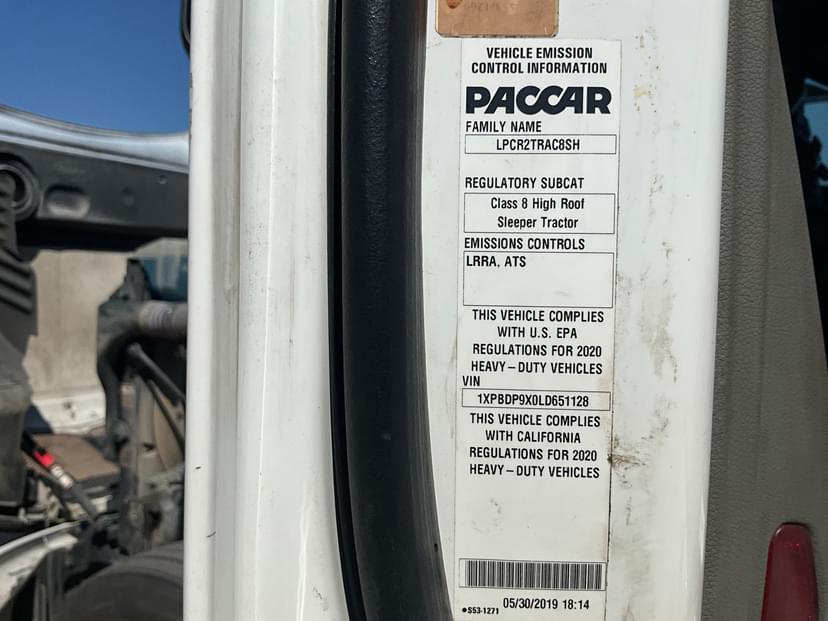 VEHICLE EMISSION
CONTROL INFORMATION
PACCAR
FAMILY NAME
LPCR2TRAC8SH
REGULATORY SUBCAT
Class 8 High Roof
Sleeper Tractor
EMISSIONS CONTROLS
LRRA, ATS
THIS VEHICLE COMPLIES
WITH U.S. EPA
REGULATIONS FOR 2020
HEAVY–DUTY VEHICLES
VIN
1XPBDP9X0LD651128
THIS VEHICLE COMPLIES
WITH CALIFORNIA
REGULATIONS FOR 2020
HEAVY–DUTY VEHICLES
•S53-1271
05/30/2019 18:14